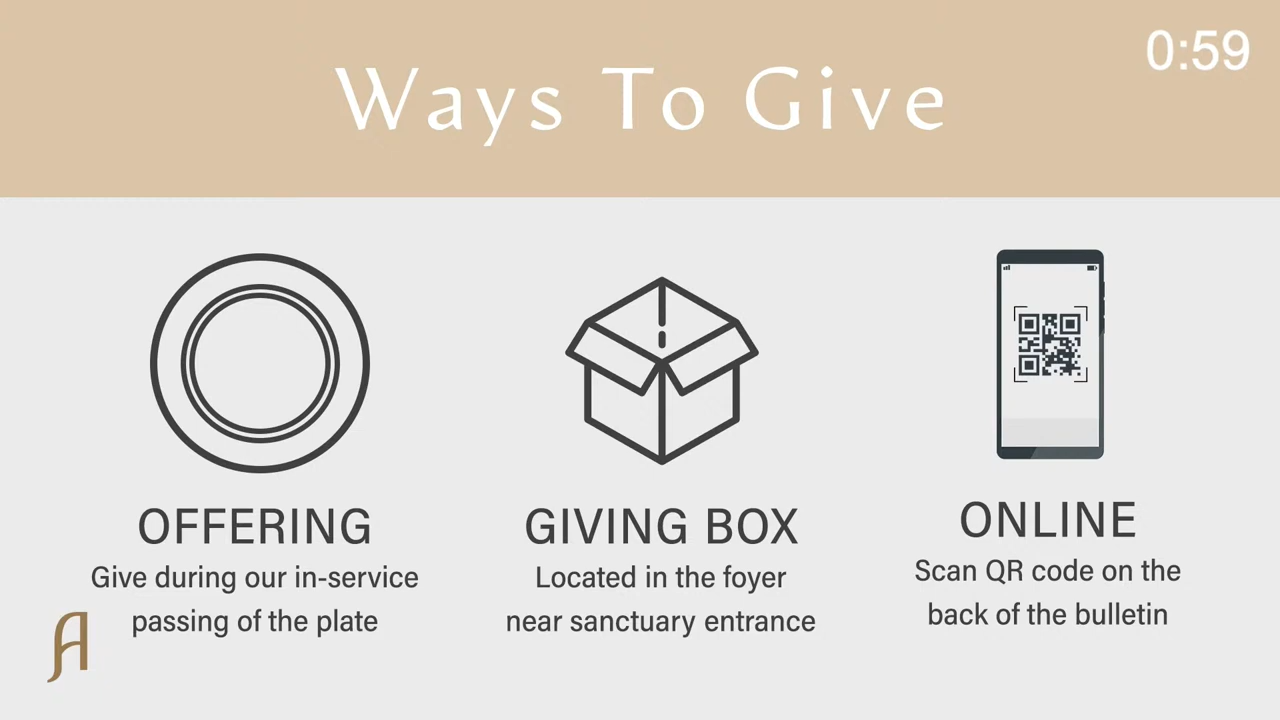 0:59
Ways To Give
OFFERING
Give during our in-service
passing of the plate
GIVING BOX
Located in the foyer
near sanctuary entrance
ONLINE
Scan QR code on the
back of the bulletin
A